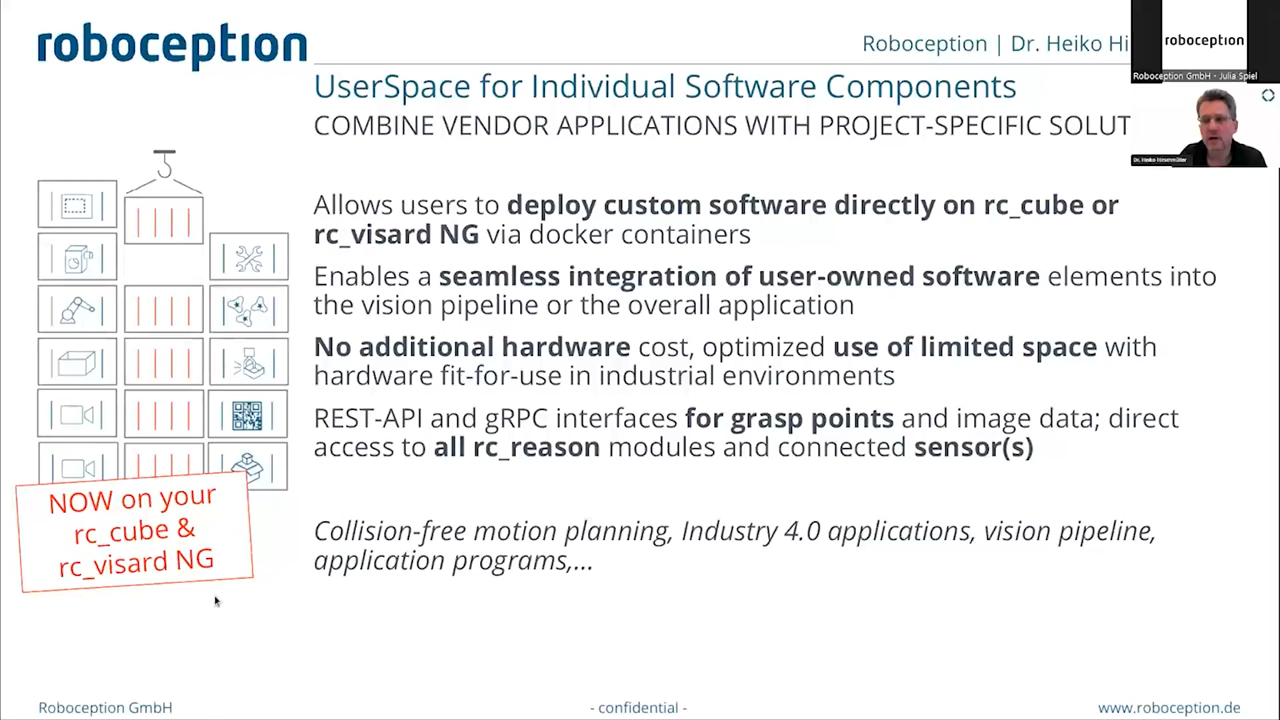 roboception
Roboception | Dr. Heiko Hi
roboception
Roboception GmbH - Julia Spiel
UserSpace for Individual Software Components
COMBINE VENDOR APPLICATIONS WITH PROJECT-SPECIFIC SOLUT
Dr. Heiko Hirschmüller
Allows users to deploy custom software directly on rc_cube or
rc_visard NG via docker containers
Enables a seamless integration of user-owned software elements into
the vision pipeline or the overall application
No additional hardware cost, optimized use of limited space with
hardware fit-for-use in industrial environments
REST-API and gRPC interfaces for grasp points and image data; direct
access to all rc_reason modules and connected sensor(s)
NOW on your
rc_cube &
rc_visard NG
Collision-free motion planning, Industry 4.0 applications, vision pipeline,
application programs,...
Roboception GmbH
- confidential -
www.roboception.de